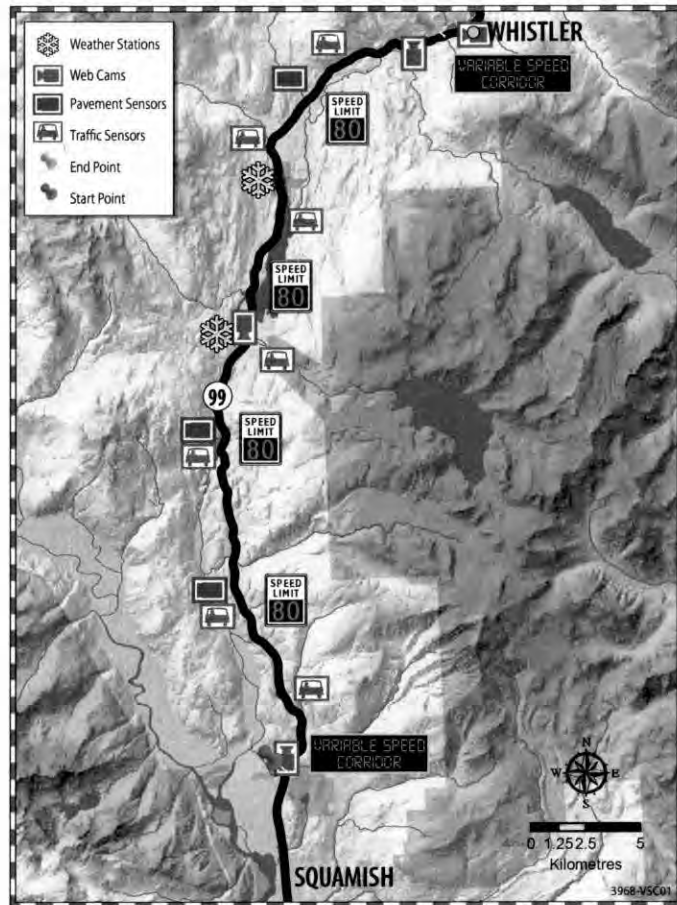 Weather Stations
Web Cams
Pavement Sensors
Traffic Sensors
End Point
Start Point
WHISTLER
VARIABLE SPEED
CORRIDOR
SPEED
LIMIT
80
SPEED
LIMIT
80
99
SPEED
LIMIT
80
SPEED
LIMIT
80
VARIABLE SPEED
CORRIDOR
N
W E
S
0 1.25 2.5 5
Kilometres
SQUAMISH
3968-VSC01